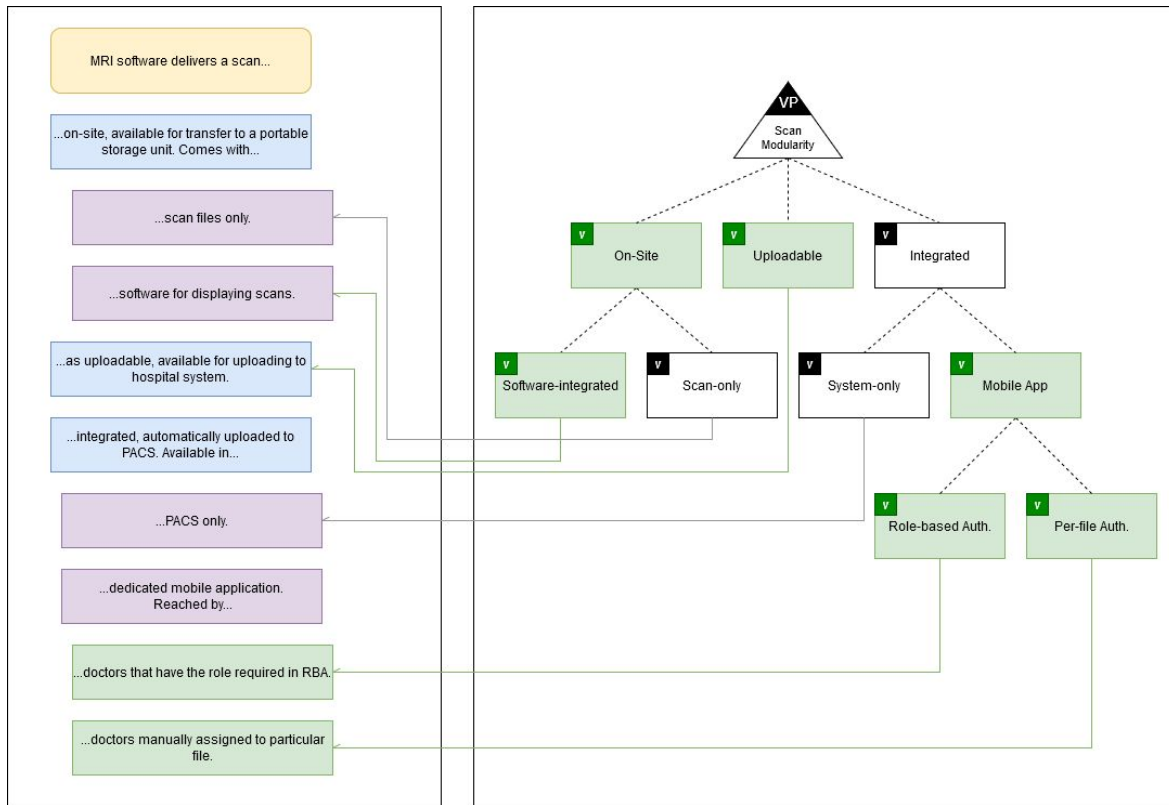 MRI software delivers a scan...
...on-site, available for transfer to a portable
storage unit. Comes with...
...scan files only.
...software for displaying scans.
...as uploadable, available for uploading to
hospital system.
...integrated, automatically uploaded to
PACS. Available in...
...PACS only.
...dedicated mobile application.
Reached by...
...doctors that have the role required in RBA.
...doctors manually assigned to particular
file.
VP
Scan
Modularity
V
On-Site
V
Uploadable
V
Integrated
V
Software-integrated
V
Scan-only
V
System-only
V
Mobile App
V
Role-based Auth.
V
Per-file Auth.